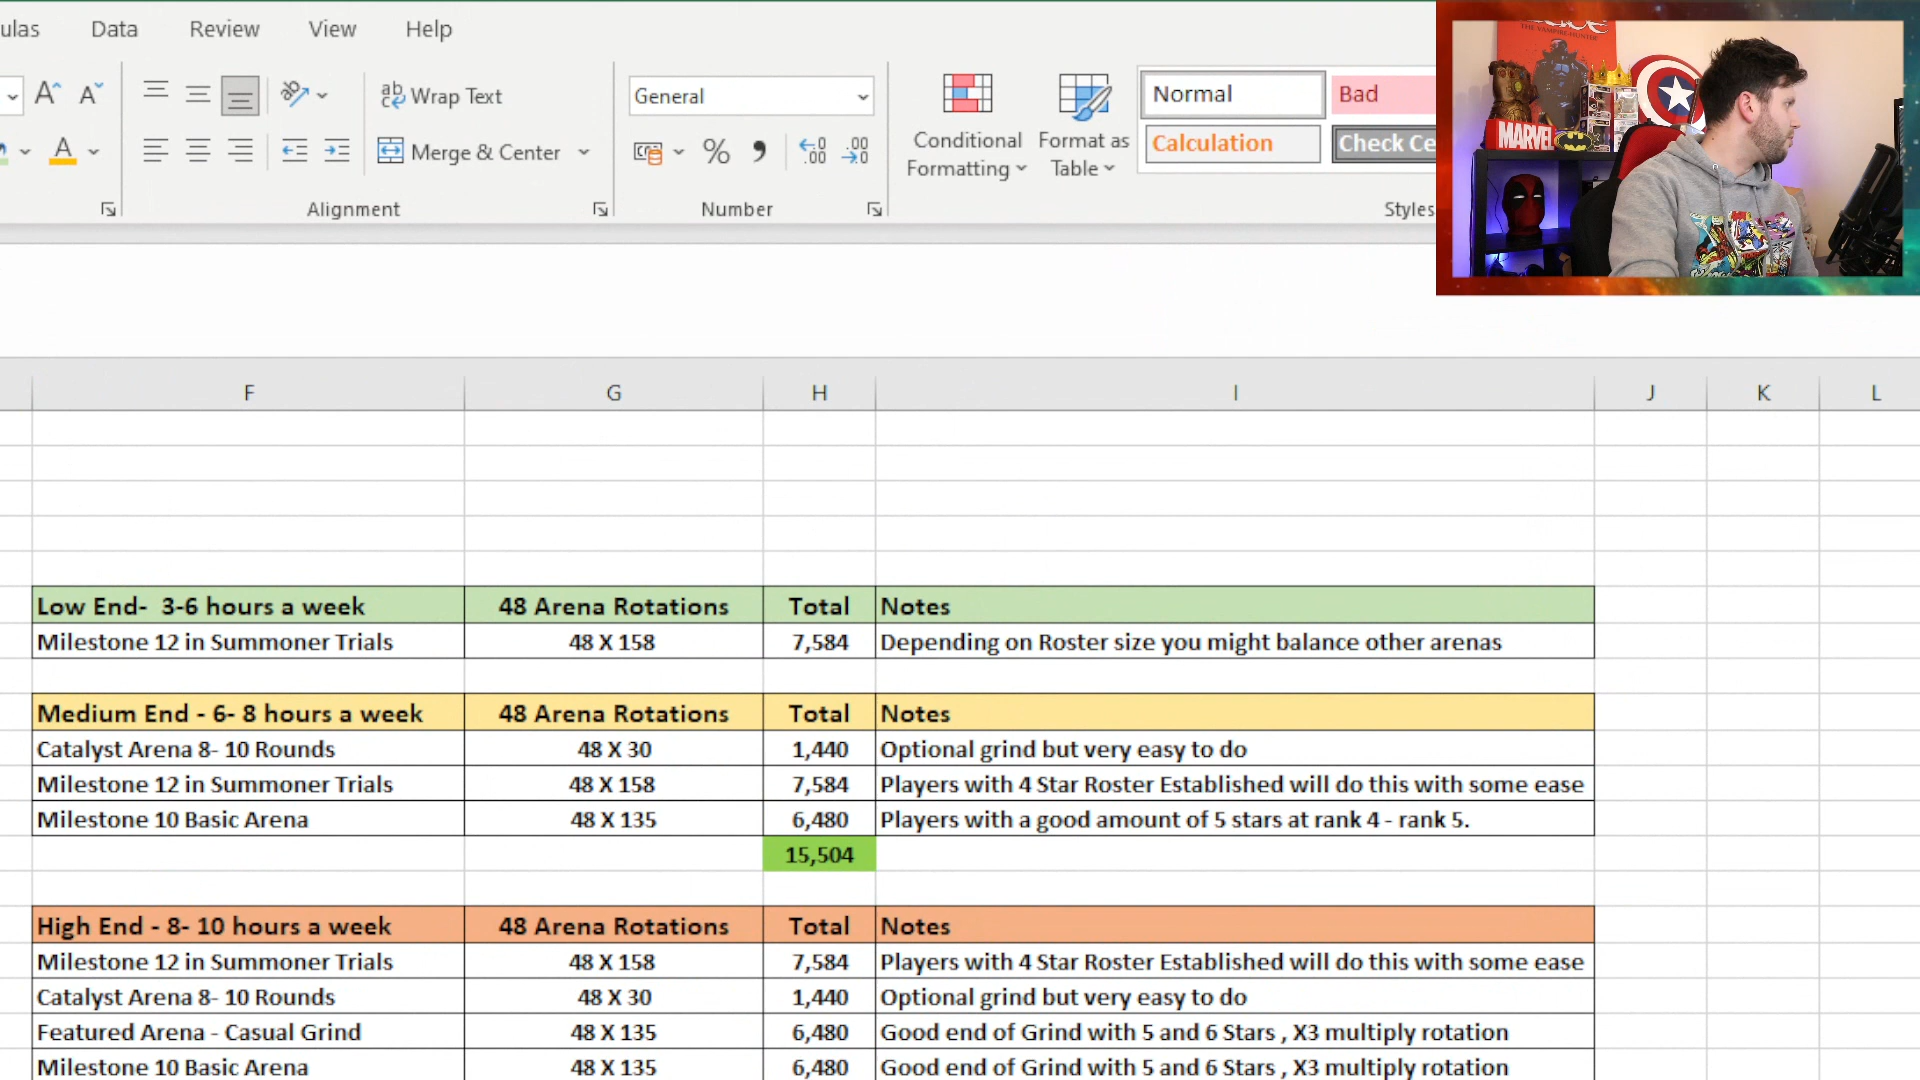 ulas Data Review View Help
Wrap Text General Normal Bad
Merge & Center Conditional Formatting Format as Table Calculation Check Ce
Alignment Number Styles
THE VAMPIRE HUNTER
MARVEL
F G H I J K L
Low End- 3-6 hours a week 48 Arena Rotations Total Notes
Milestone 12 in Summoner Trials 48 X 158 7,584 Depending on Roster size you might balance other arenas
Medium End - 6- 8 hours a week 48 Arena Rotations Total Notes
Catalyst Arena 8- 10 Rounds 48 X 30 1,440 Optional grind but very easy to do
Milestone 12 in Summoner Trials 48 X 158 7,584 Players with 4 Star Roster Established will do this with some ease
Milestone 10 Basic Arena 48 X 135 6,480 Players with a good amount of 5 stars at rank 4 - rank 5.
15,504
High End - 8- 10 hours a week 48 Arena Rotations Total Notes
Milestone 12 in Summoner Trials 48 X 158 7,584 Players with 4 Star Roster Established will do this with some ease
Catalyst Arena 8- 10 Rounds 48 X 30 1,440 Optional grind but very easy to do
Featured Arena - Casual Grind 48 X 135 6,480 Good end of Grind with 5 and 6 Stars , X3 multiply rotation
Milestone 10 Basic Arena 48 X 135 6,480 Good end of Grind with 5 and 6 Stars , X3 multiply rotation